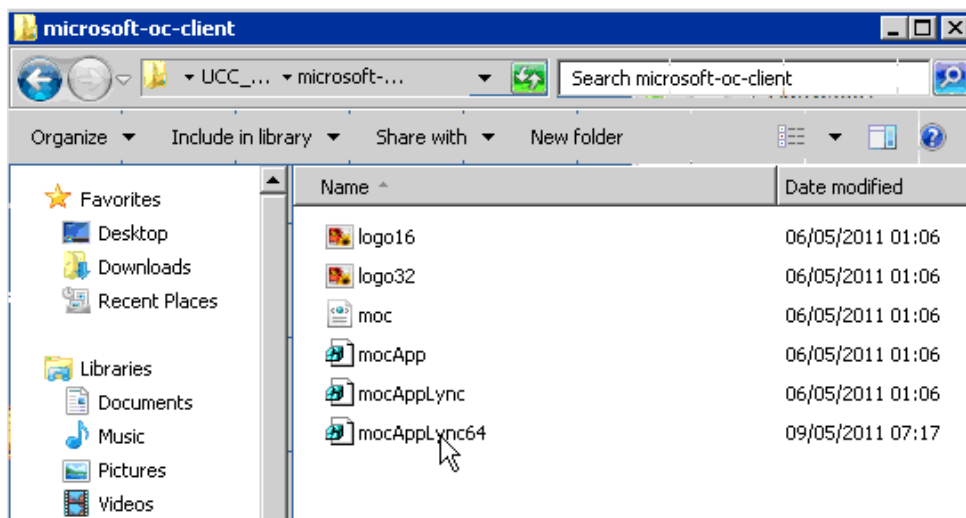 microsoft-oc-client
UCC_... microsoft-... Search microsoft-oc-client
Organize Include in library Share with New folder
Name Date modified
Favorites
Desktop
Downloads
Recent Places
Libraries
Documents
Music
Pictures
Videos
logo16 06/05/2011 01:06
logo32 06/05/2011 01:06
moc 06/05/2011 01:06
mocApp 06/05/2011 01:06
mocAppLync 06/05/2011 01:06
mocAppLync64 09/05/2011 07:17